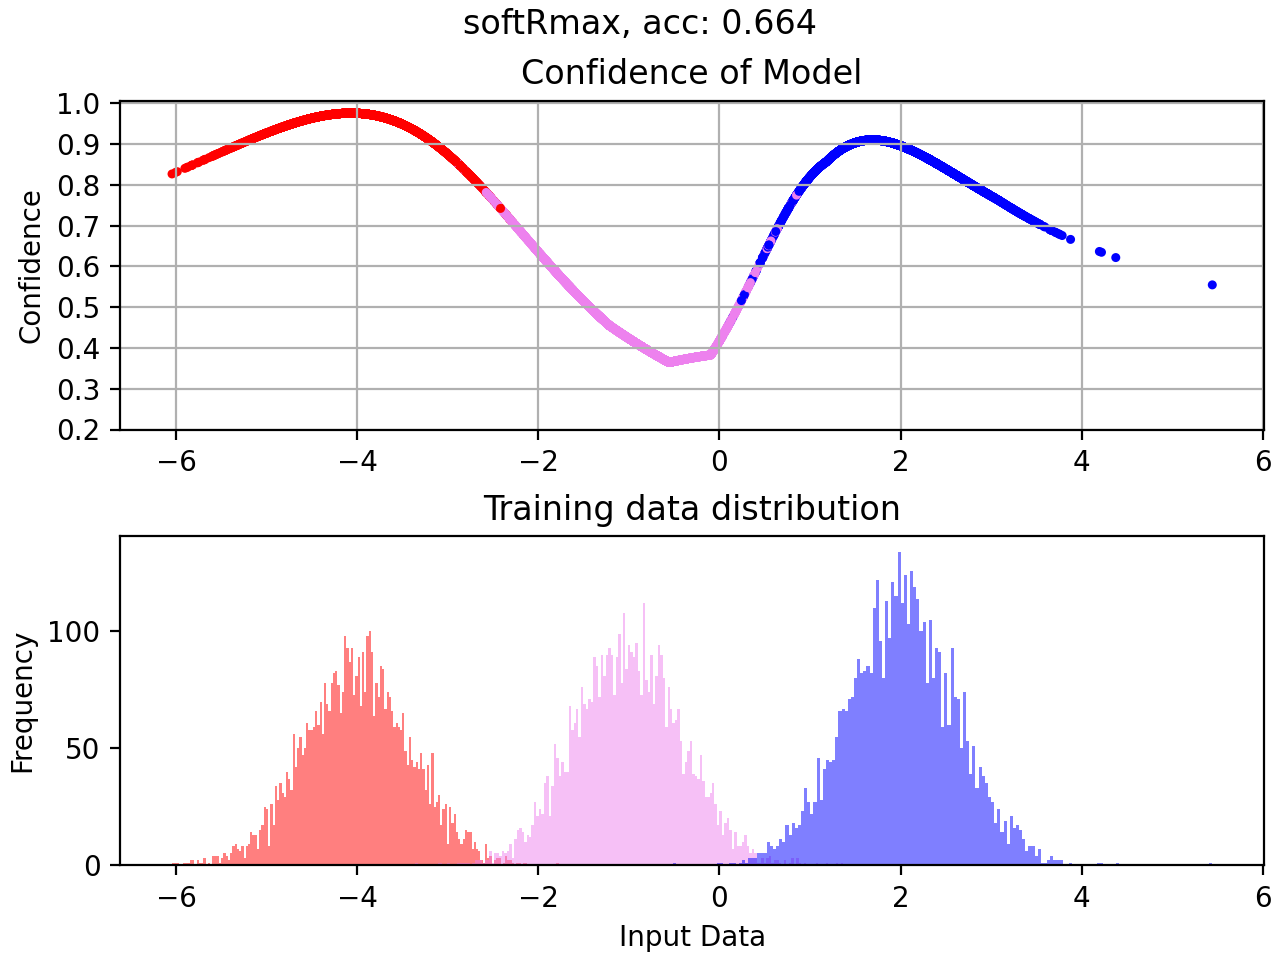 softRmax, acc: 0.664
Confidence of Model
Confidence
1.0
0.9
0.8
0.7
0.6
0.5
0.4
0.3
0.2
−6 −4 −2 0 2 4 6
Training data distribution
Frequency
100
50
0
−6 −4 −2 0 2 4 6
Input Data